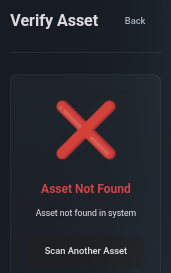 Verify Asset
Back
Asset Not Found
Asset not found in system
Scan Another Asset